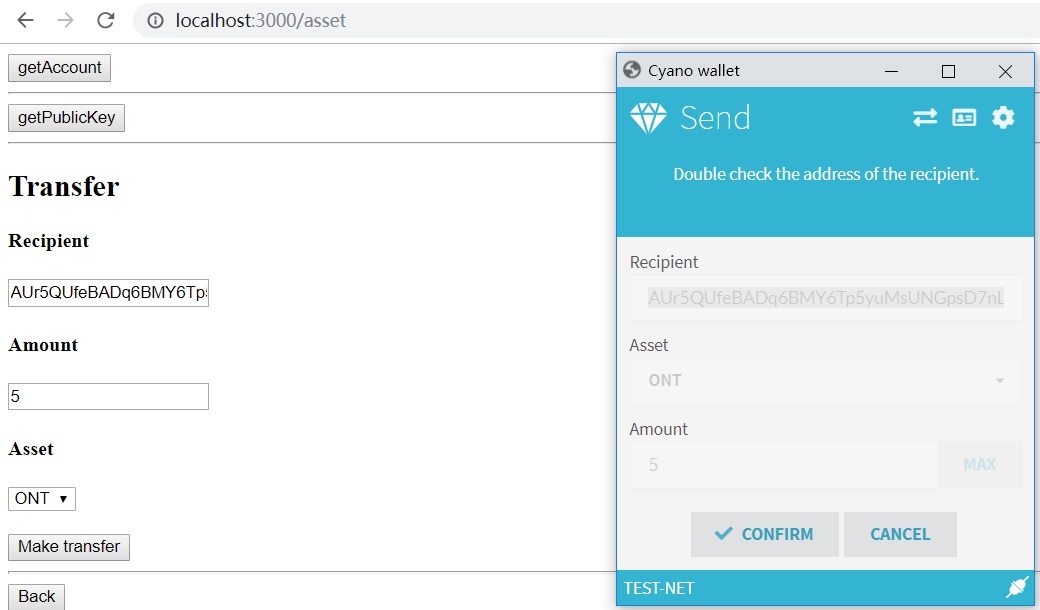 localhost:3000/asset
getAccount
getPublicKey
Transfer
Recipient
AUr5QUfeBADq6BMY6Tp
Amount
5
Asset
ONT
Make transfer
Back
Cyano wallet
Send
Double check the address of the recipient.
Recipient
AUr5QUfeBADq6BMY6Tp5yuMsUNGpsD7nL
Asset
ONT
Amount
5
MAX
CONFIRM
CANCEL
TEST-NET